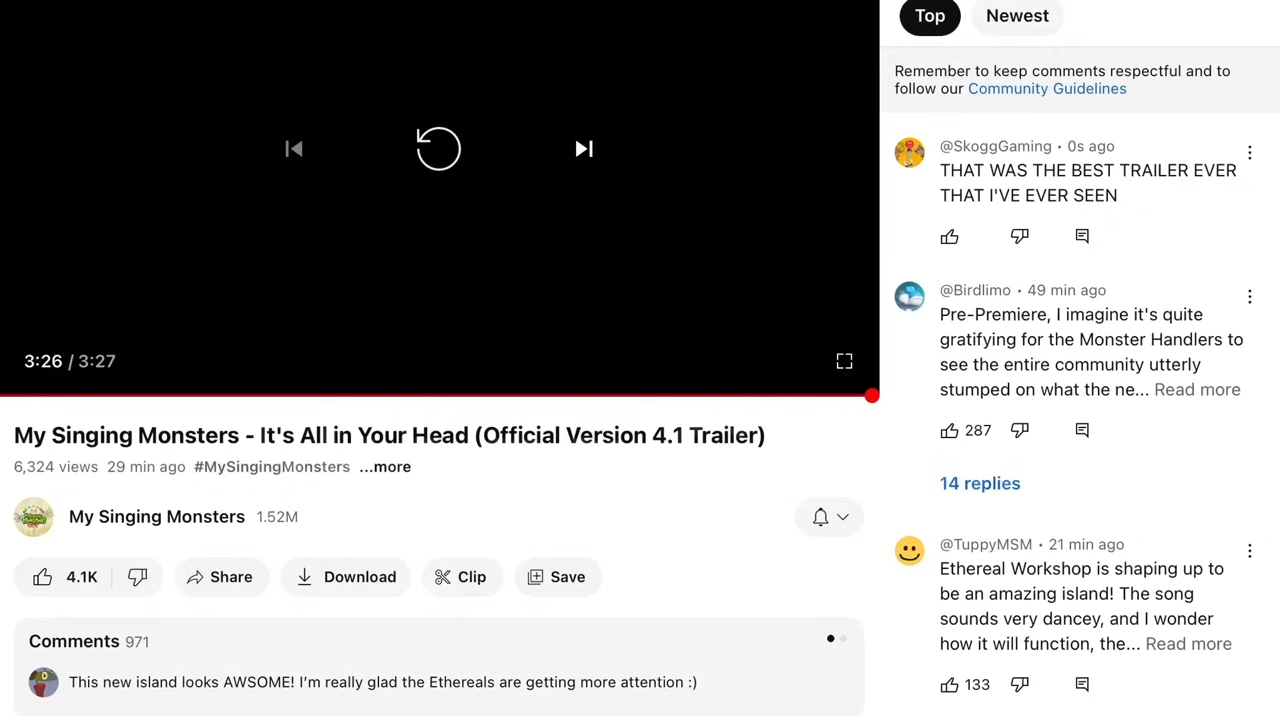 3:26 / 3:27
My Singing Monsters - It's All in Your Head (Official Version 4.1 Trailer)
6,324 views 29 min ago #MySingingMonsters ...more
My Singing Monsters 1.52M
4.1K Share Download Clip Save
Comments 971
This new island looks AWSOME! I'm really glad the Ethereals are getting more attention :)
Top Newest
Remember to keep comments respectful and to
follow our Community Guidelines
@SkoggGaming • 0s ago
THAT WAS THE BEST TRAILER EVER
THAT I'VE EVER SEEN
@Birdlimo • 49 min ago
Pre-Premiere, I imagine it's quite
gratifying for the Monster Handlers to
see the entire community utterly
stumped on what the ne... Read more
287
14 replies
@TuppyMSM • 21 min ago
Ethereal Workshop is shaping up to
be an amazing island! The song
sounds very dancey, and I wonder
how it will function, the... Read more
133